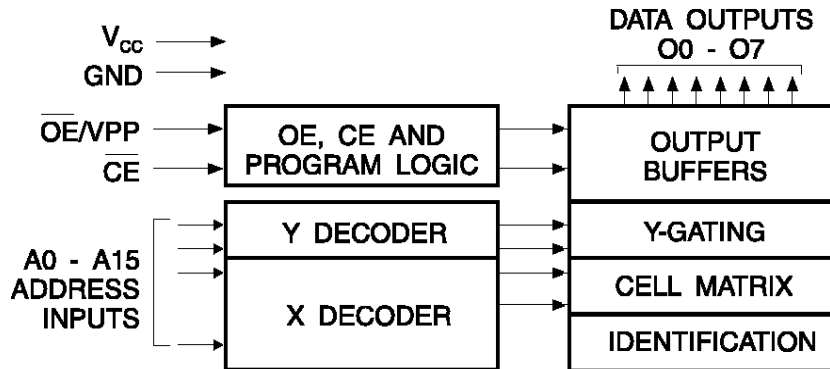 DATA OUTPUTS
O0 - O7
VCC
GND
OE/VPP
CE
OE, CE AND
PROGRAM LOGIC
OUTPUT
BUFFERS
A0 - A15
ADDRESS
INPUTS
Y DECODER
X DECODER
Y-GATING
CELL MATRIX
IDENTIFICATION